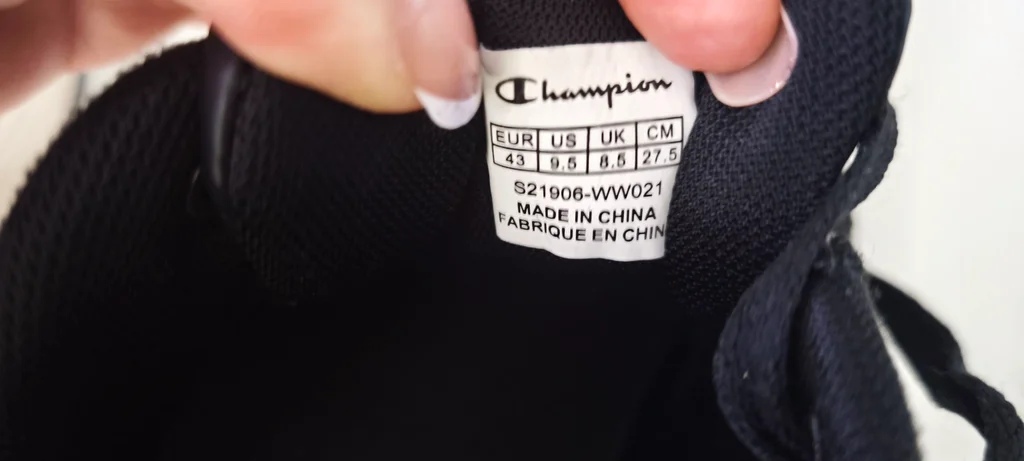 Champion
EUR US UK CM
43 9.5 8.5 27.5
S21906-WW021
MADE IN CHINA
FABRIQUE EN CHIN